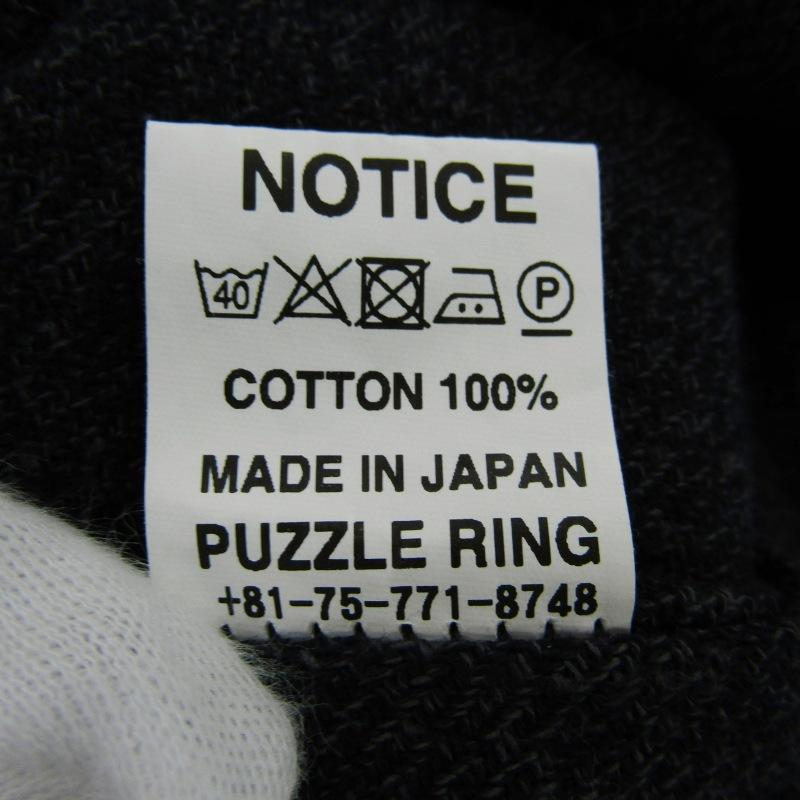 NOTICE
40 P
COTTON 100%
MADE IN JAPAN
PUZZLE RING
+81-75-771-8748